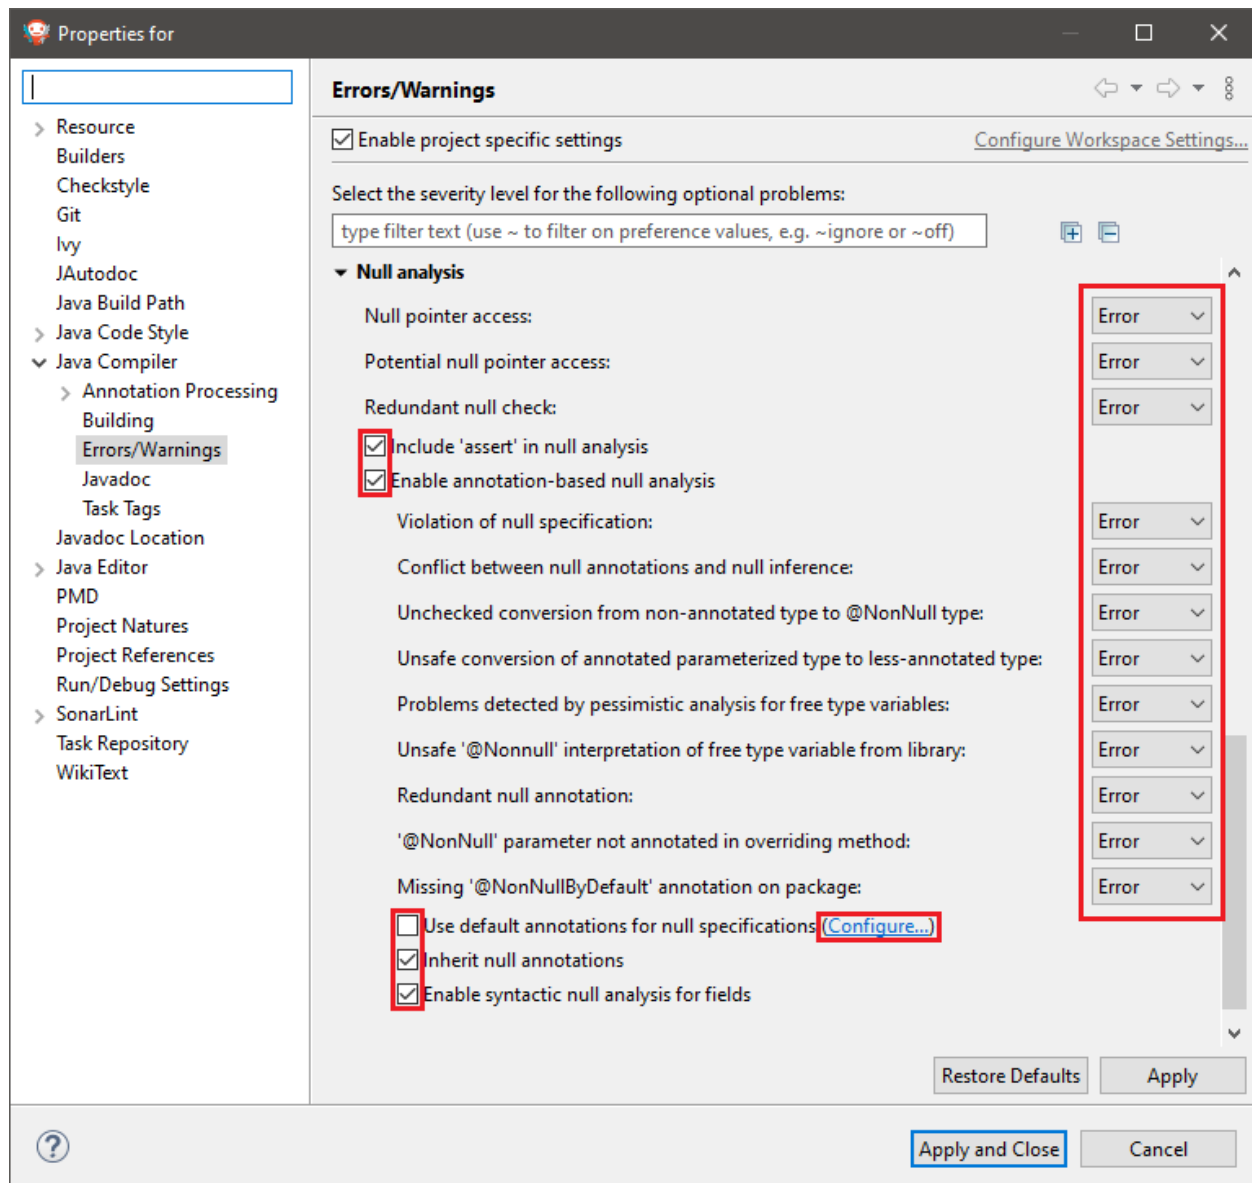 Properties for
Resource
Builders
Checkstyle
Git
Ivy
JAutodoc
Java Build Path
Java Code Style
Java Compiler
Annotation Processing
Building
Errors/Warnings
Javadoc
Task Tags
Javadoc Location
Java Editor
PMD
Project Natures
Project References
Run/Debug Settings
SonarLint
Task Repository
WikiText
Errors/Warnings
Enable project specific settings Configure Workspace Settings...
Select the severity level for the following optional problems:
type filter text (use ~ to filter on preference values, e.g. ~ignore or ~off)
Null analysis
Null pointer access: Error
Potential null pointer access: Error
Redundant null check: Error
Include 'assert' in null analysis
Enable annotation-based null analysis
Violation of null specification: Error
Conflict between null annotations and null inference: Error
Unchecked conversion from non-annotated type to @NonNull type: Error
Unsafe conversion of annotated parameterized type to less-annotated type: Error
Problems detected by pessimistic analysis for free type variables: Error
Unsafe '@Nonnull' interpretation of free type variable from library: Error
Redundant null annotation: Error
'@NonNull' parameter not annotated in overriding method: Error
Missing '@NonNullByDefault' annotation on package: Error
Use default annotations for null specifications (Configure...)
Inherit null annotations
Enable syntactic null analysis for fields
Restore Defaults Apply
? Apply and Close Cancel